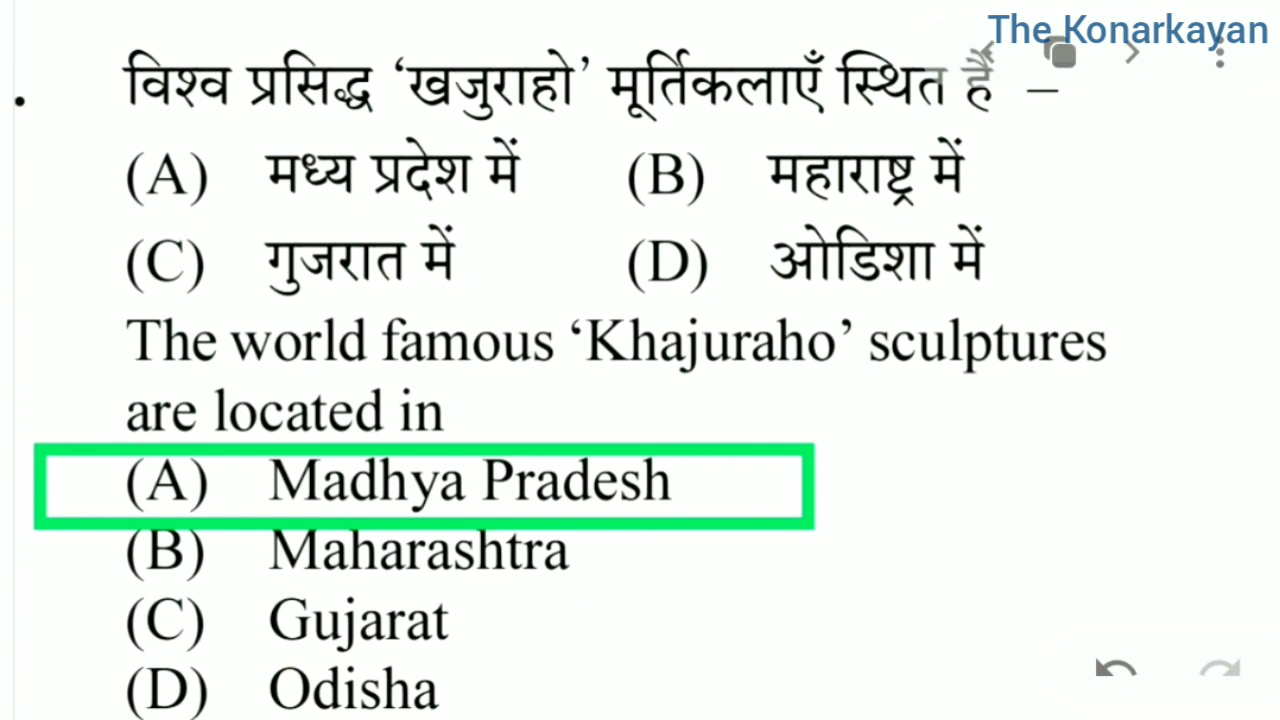 The Konarkayan
. विश्व प्रसिद्ध ‘खजुराहो’ मूर्तिकलाएँ स्थित हैं –
(A) मध्य प्रदेश में (B) महाराष्ट्र में
(C) गुजरात में (D) ओडिशा में
The world famous ‘Khajuraho’ sculptures
are located in
(A) Madhya Pradesh
(B) Maharashtra
(C) Gujarat
(D) Odisha